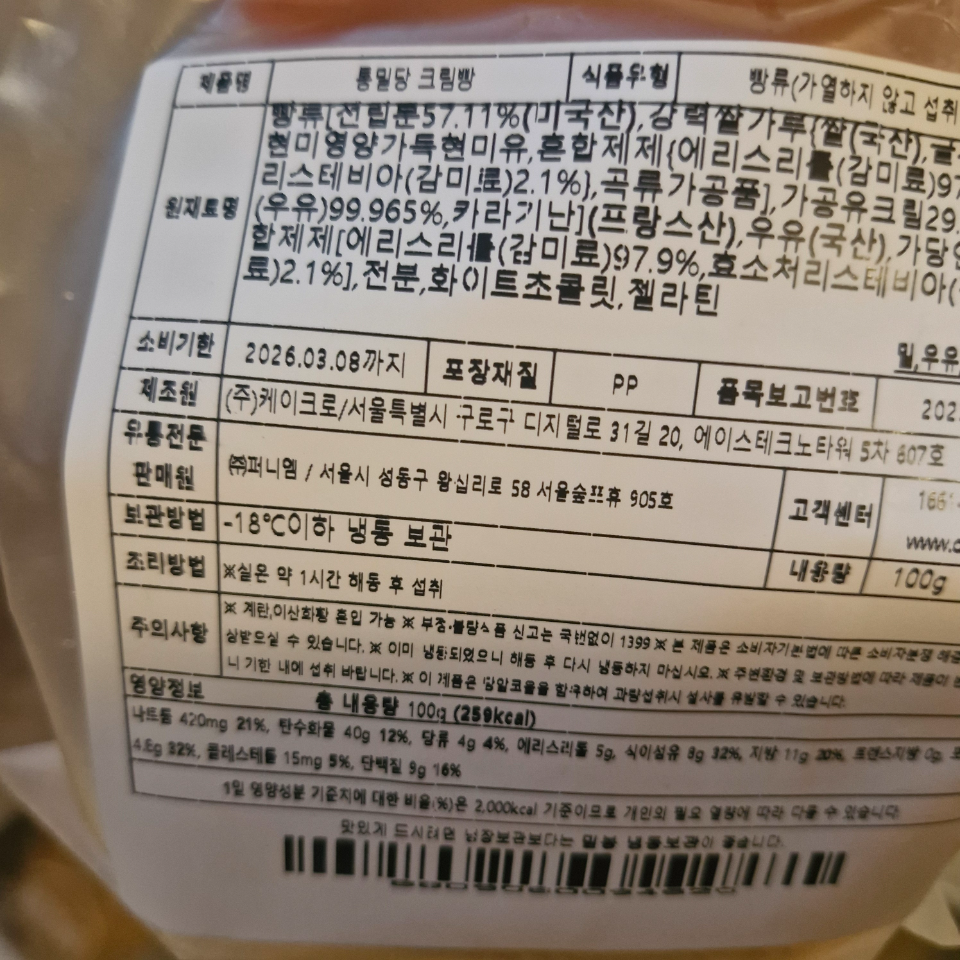 제품명 통밀당 크림빵 식품유형 빵류(가열하지 않고 섭취
원재료명
빵류[전립분57.11%(미국산),강력쌀가루{쌀(국산),글
현미영양가득현미유,혼합제제{에리스리톨(감미료)97
리스테비아(감미료)2.1%},곡류가공품],가공유크림29.
(우유)99.965%,카라기난](프랑스산),우유(국산),가당연
합제제[에리스리톨(감미료)97.9%,효소처리스테비아(
료)2.1%],전분,화이트초콜릿,젤라틴
밀,우유,
소비기한 2026.03.08까지 포장재질 PP 품목보고번호 202
제조원 (주)케이크로/서울특별시 구로구 디지털로 31길 20, 에이스테크노타워 5차 607호
유통전문판매원 ㈜퍼니엠 / 서울시 성동구 왕십리로 58 서울숲포휴 905호 고객센터 166
www.
보관방법 -18℃이하 냉동 보관 내용량 100g
조리방법 ※실온 약 1시간 해동 후 섭취
주의사항
※ 계란,이산화황 혼입 가능 ※ 부정·불량식품 신고는 국번없이 1399 ※ 본 제품은 소비자기본법에 따른 소비자분쟁 해결
상받으실 수 있습니다. ※ 이미 냉동되었으니 해동 후 다시 냉동하지 마십시요. ※ 주변환경 및 보관방법에 따라 제품이
니 기한 내에 섭취 바랍니다. ※ 이 제품은 당알코올을 함유하여 과량섭취시 설사를 유발할 수 있습니다.
영양정보 총 내용량 100g (259kcal)
나트륨 420mg 21%, 탄수화물 40g 12%, 당류 4g 4%, 에리스리톨 5g, 식이섬유 8g 32%, 지방 11g 20%, 트랜스지방 0g,
4.8g 32%, 콜레스테롤 15mg 5%, 단백질 9g 16%
1일 영양성분 기준치에 대한 비율(%)은 2,000kcal 기준이므로 개인의 필요 열량에 따라 다를 수 있습니다.
맛있게 드시려면 냉장보관보다는 밀봉 냉동보관이 좋습니다.